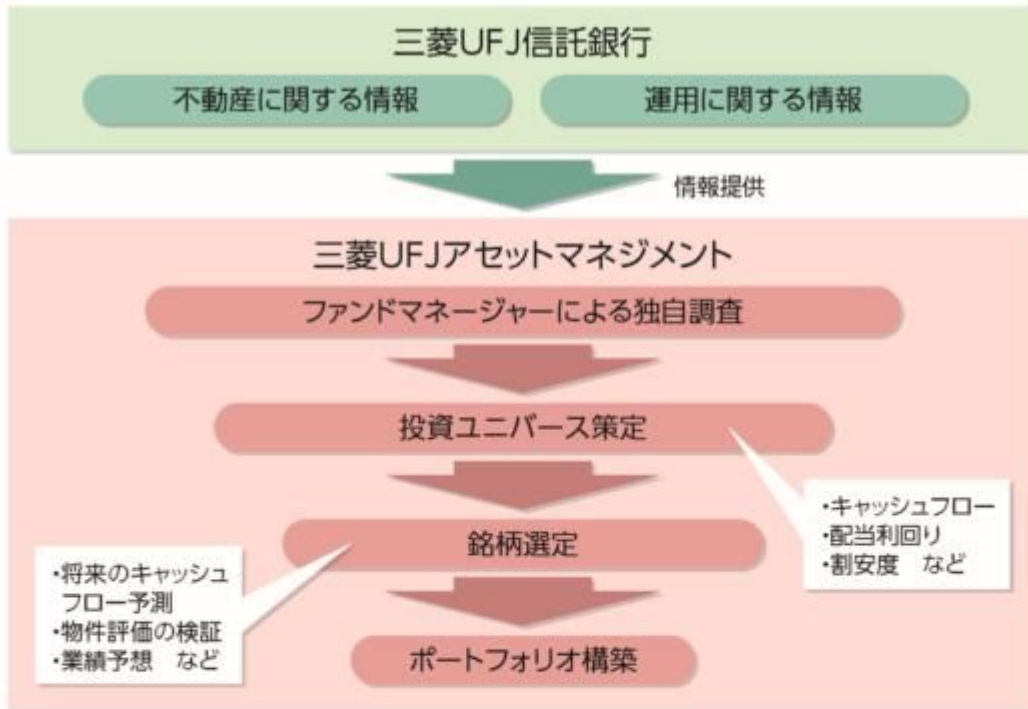 三菱UFJ信託銀行
不動産に関する情報
運用に関する情報
情報提供
三菱UFJアセットマネジメント
ファンドマネージャーによる独自調査
投資ユニバース策定
・キャッシュフロー
・配当利回り
・割安度　など
銘柄選定
・将来のキャッシュ
フロー予測
・物件評価の検証
・業績予想　など
ポートフォリオ構築